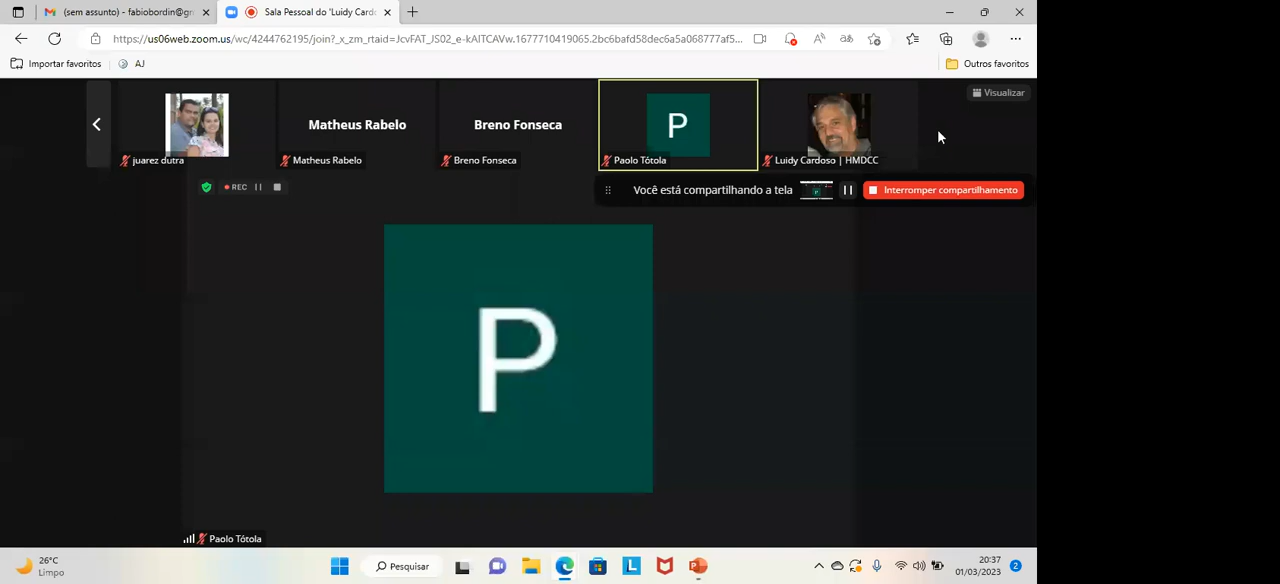 (sem assunto) - fabiobordin@gm
Sala Pessoal do 'Luidy Cardo
https://us06web.zoom.us/wc/4244762195/join?_x_zm_rtaid=JcvFAT_JS02_e-kAITCAVw.1677710419065.2bc6bafd58dec6a5a068777af5...
Importar favoritos
AJ
Outros favoritos
Visualizar
Matheus Rabelo
Breno Fonseca
P
juarez dutra
Matheus Rabelo
Breno Fonseca
Paolo Tótola
Luidy Cardoso | HMDCC
REC
Você está compartilhando a tela
Interromper compartilhamento
P
Paolo Tótola
26°C
Limpo
Pesquisar
20:37
01/03/2023
2